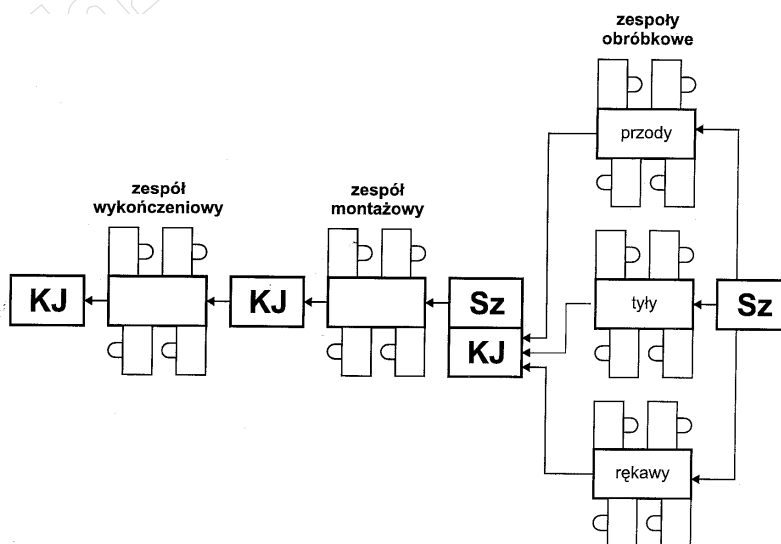 zespoły
obróbkowe
przody
zespół
wykończeniowy
zespół
montażowy
KJ
KJ
Sz
KJ
tyły
Sz
rękawy